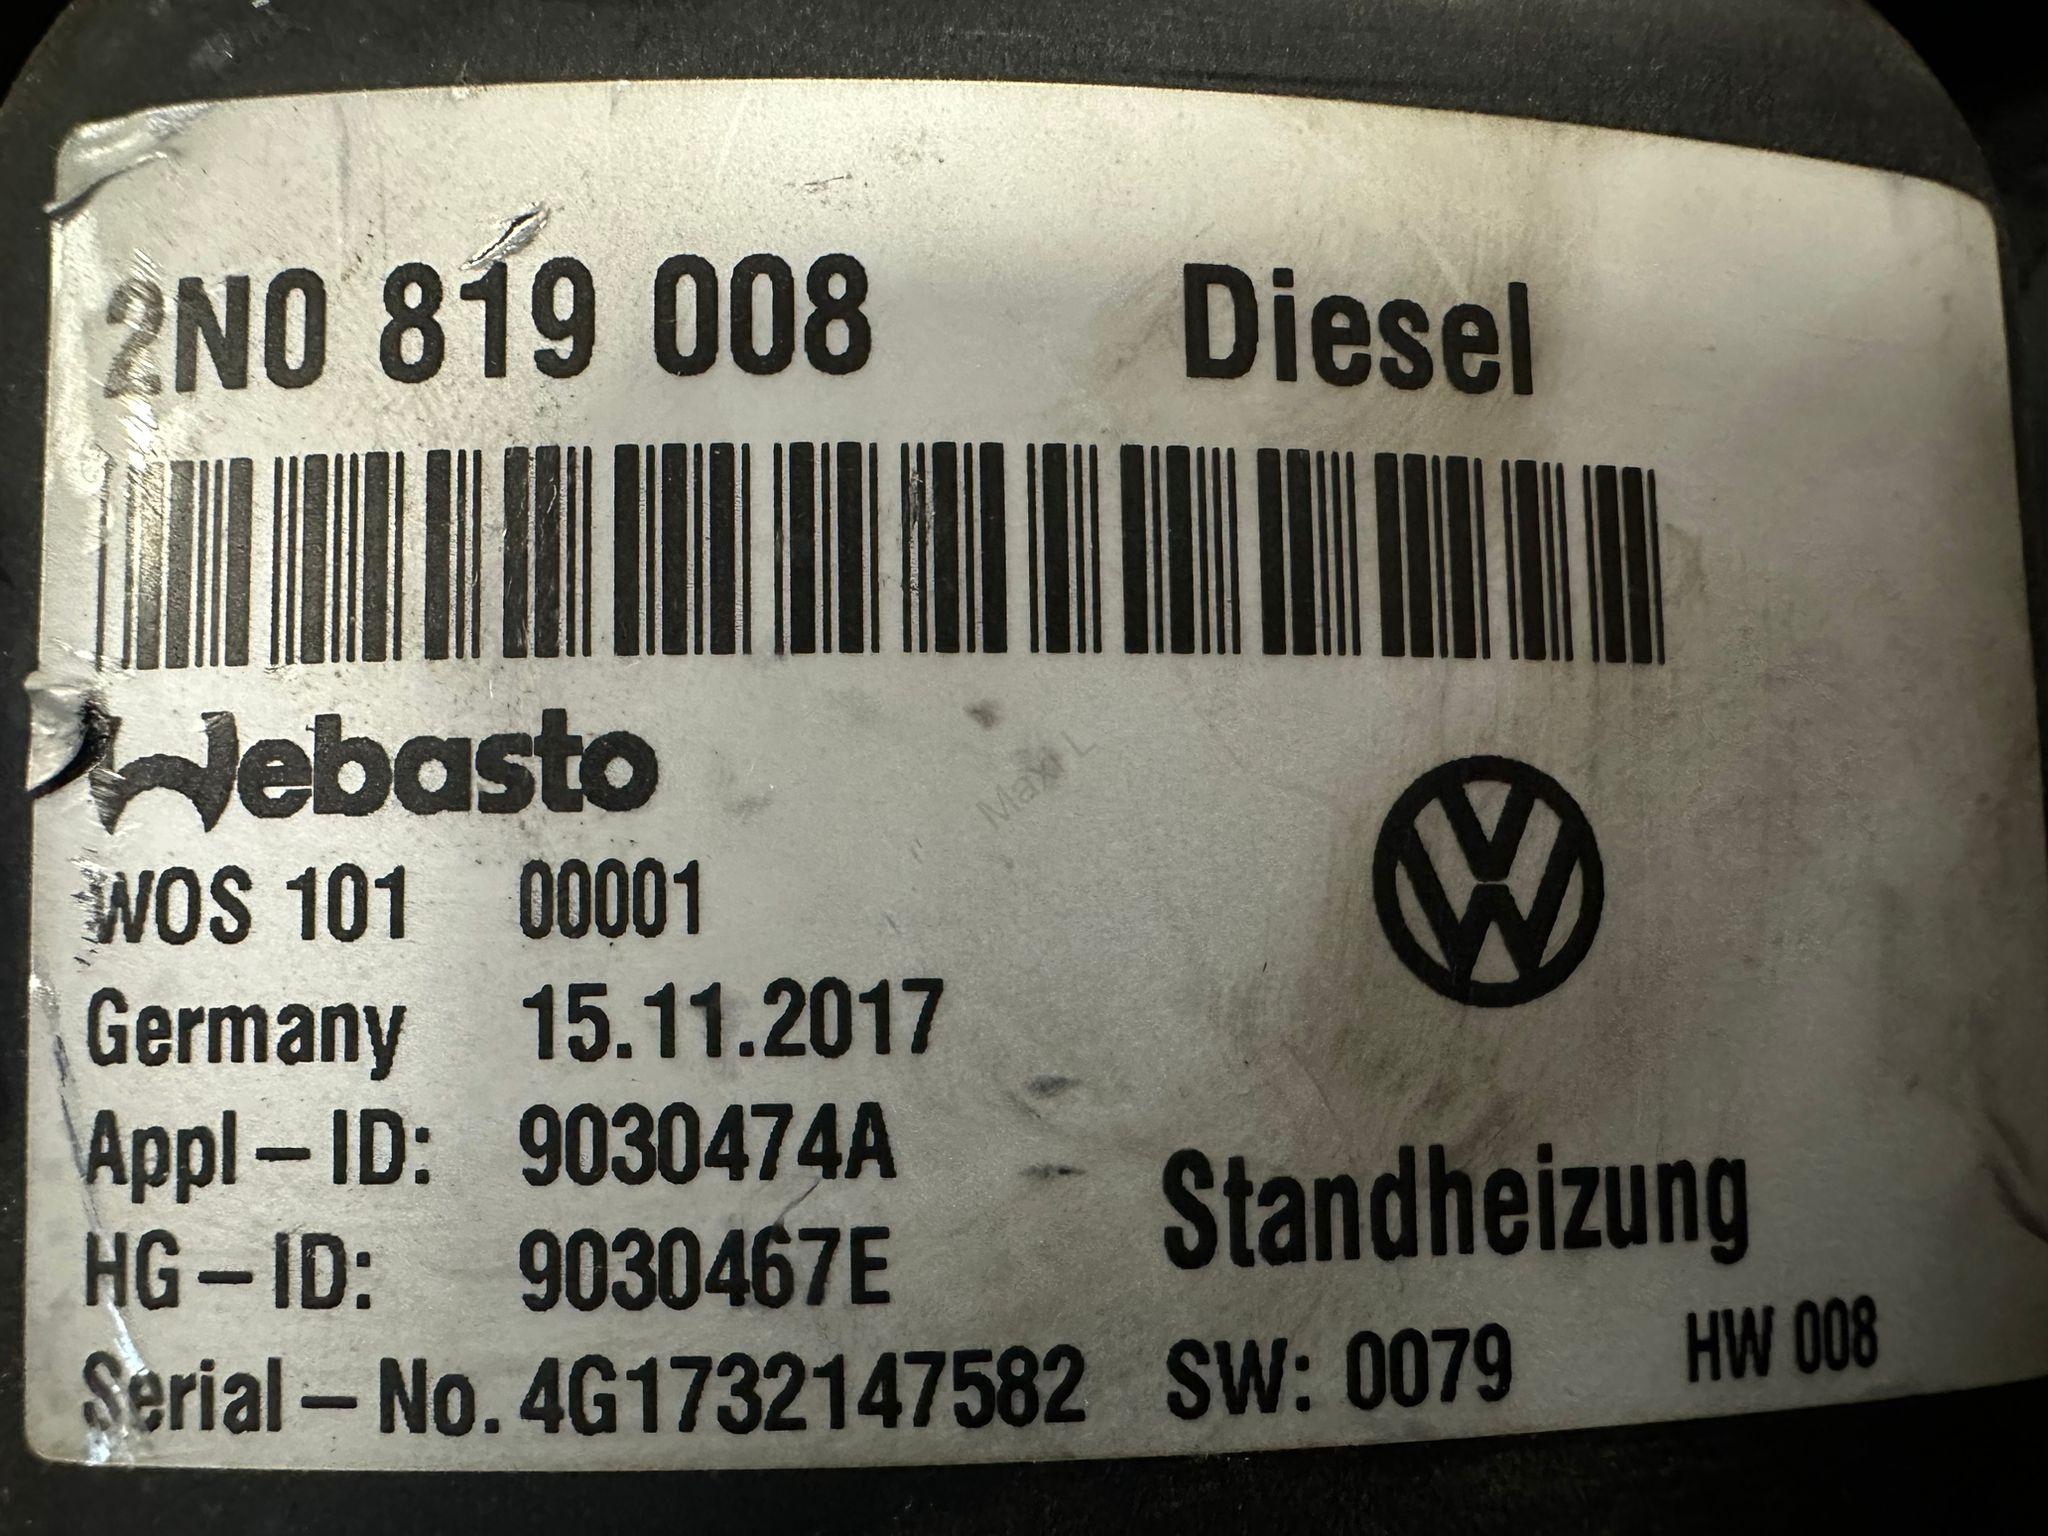 2N0 819 008 Diesel
Webasto
WOS 101 00001
Germany 15.11.2017
Appl-ID: 9030474A
HG-ID: 9030467E
Standheizung
Serial-No. 4G1732147582 SW: 0079 HW 008
Maxi L